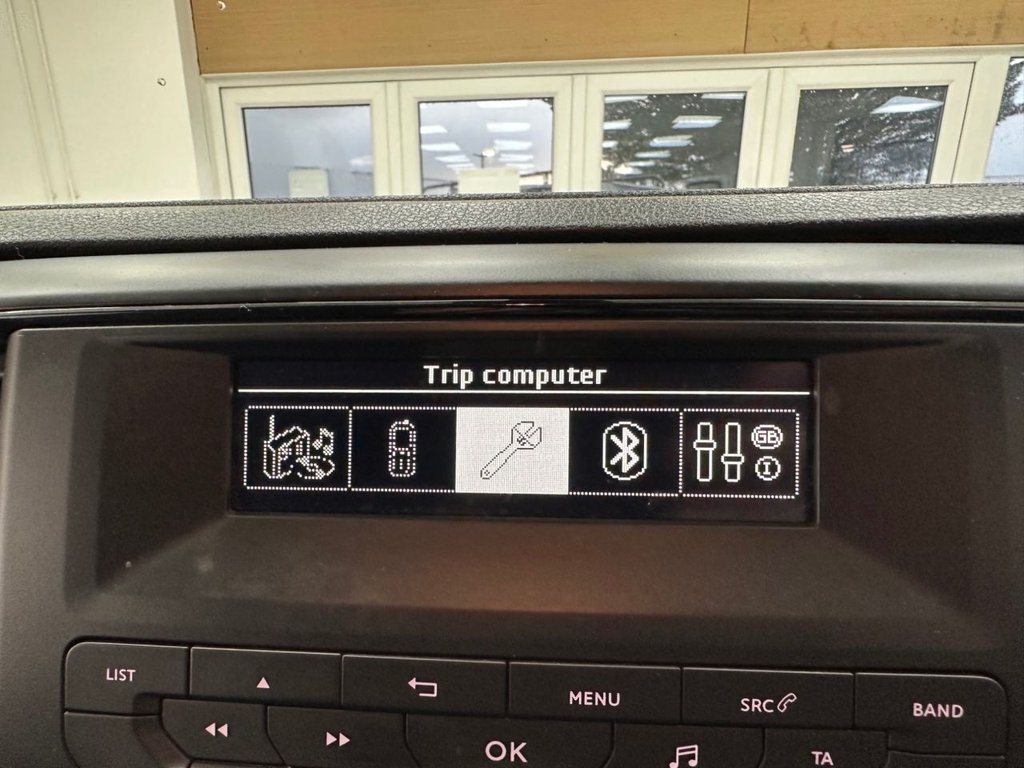 Trip computer
GB
LIST
MENU
SRC
BAND
OK
TA